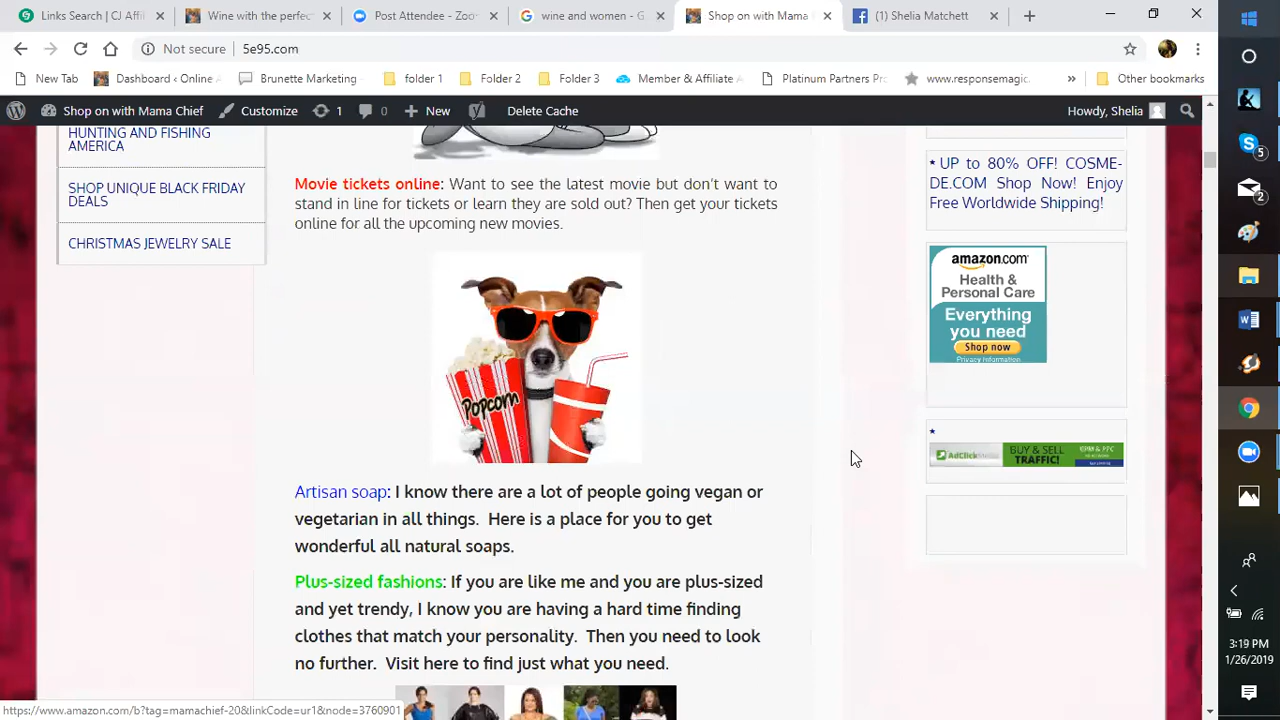 Links Search | CJ Affi
Wine with the perfec
Post Attendee - Zoo
wine and women - G
Shop on with Mama
(1) Shelia Matchett
Not secure | 5e95.com
New Tab
Dashboard ‹ Online
Brunette Marketing
folder 1
Folder 2
Folder 3
Member & Affiliate A
Platinum Partners Pr
www.responsemagic.
»
Other bookmarks
Shop on with Mama Chief
Customize
1
0
New
Delete Cache
Howdy, Shelia
HUNTING AND FISHING
AMERICA
SHOP UNIQUE BLACK FRIDAY
DEALS
CHRISTMAS JEWELRY SALE
Movie tickets online: Want to see the latest movie but don't want to
stand in line for tickets or learn they are sold out? Then get your tickets
online for all the upcoming new movies.
Popcorn
Artisan soap: I know there are a lot of people going vegan or
vegetarian in all things. Here is a place for you to get
wonderful all natural soaps.
Plus-sized fashions: If you are like me and you are plus-sized
and yet trendy, I know you are having a hard time finding
clothes that match your personality. Then you need to look
no further. Visit here to find just what you need.
* UP to 80% OFF! COSME-
DE.COM Shop Now! Enjoy
Free Worldwide Shipping!
amazon.com
Health &
Personal Care
Everything
you need
Shop now
Privacy Information
*
AdClickMedia
BUY & SELL
TRAFFIC!
https://www.amazon.com/b?tag=mamachief-20&linkCode=ur1&node=3760901
5
2
3:19 PM
1/26/2019